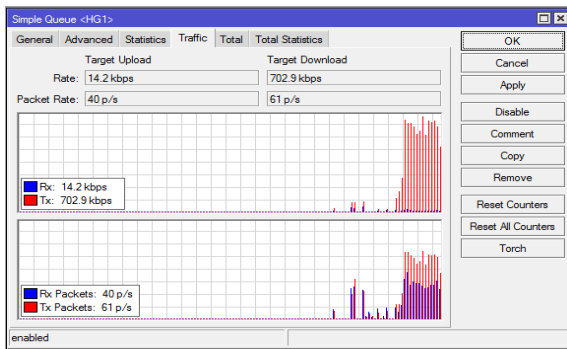 Simple Queue <HG1>
General Advanced Statistics Traffic Total Total Statistics
Target Upload Target Download
Rate: 14.2 kbps 702.9 kbps
Packet Rate: 40 p/s 61 p/s
Rx: 14.2 kbps
Tx: 702.9 kbps
Rx Packets: 40 p/s
Tx Packets: 61 p/s
OK
Cancel
Apply
Disable
Comment
Copy
Remove
Reset Counters
Reset All Counters
Torch
enabled